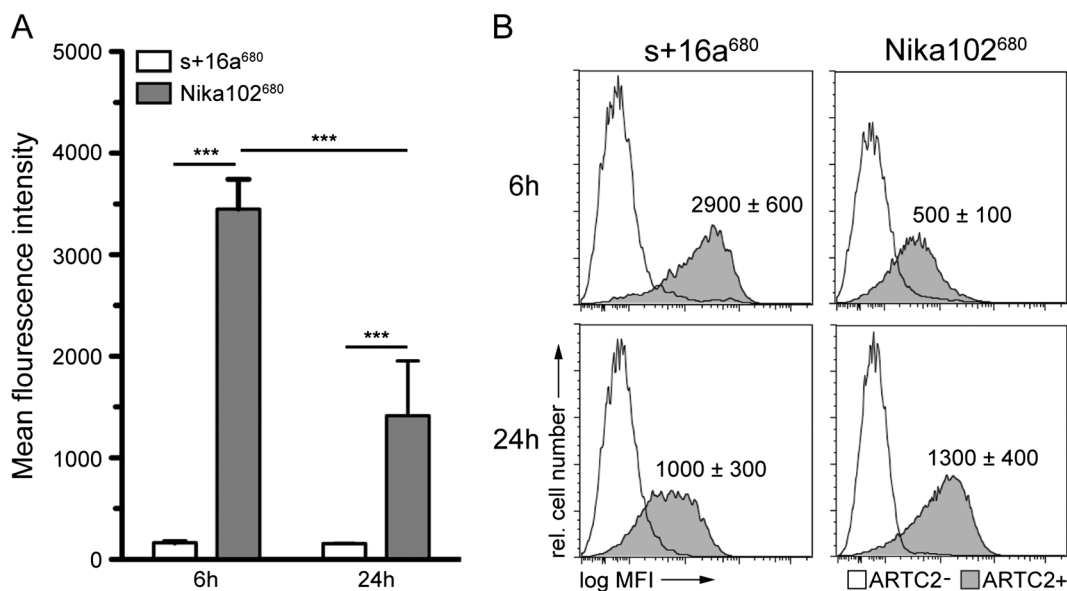 A
Mean flourescence intensity
5000
4000
3000
2000
1000
0
s+16a⁶⁸⁰
Nika102⁶⁸⁰
***
***
***
6h
24h
B
s+16a⁶⁸⁰
Nika102⁶⁸⁰
6h
2900 ± 600
500 ± 100
24h
1000 ± 300
1300 ± 400
rel. cell number
log MFI
ARTC2-
ARTC2+